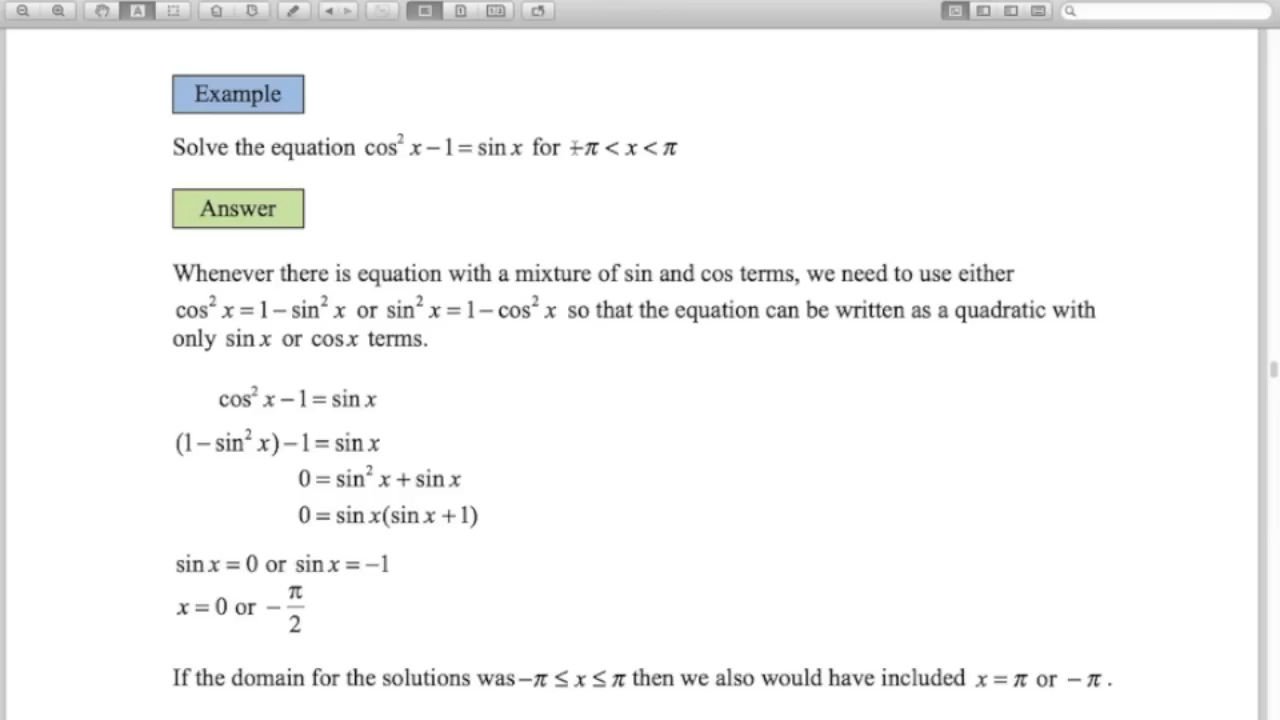 Example
Solve the equation cos² x − 1 = sin x for −π < x < π
Answer
Whenever there is equation with a mixture of sin and cos terms, we need to use either
cos² x = 1 − sin² x or sin² x = 1 − cos² x so that the equation can be written as a quadratic with
only sin x or cos x terms.
cos² x − 1 = sin x
(1 − sin² x) − 1 = sin x
0 = sin² x + sin x
0 = sin x(sin x + 1)
sin x = 0 or sin x = −1
x = 0 or −π/2
If the domain for the solutions was −π ≤ x ≤ π then we also would have included x = π or −π .